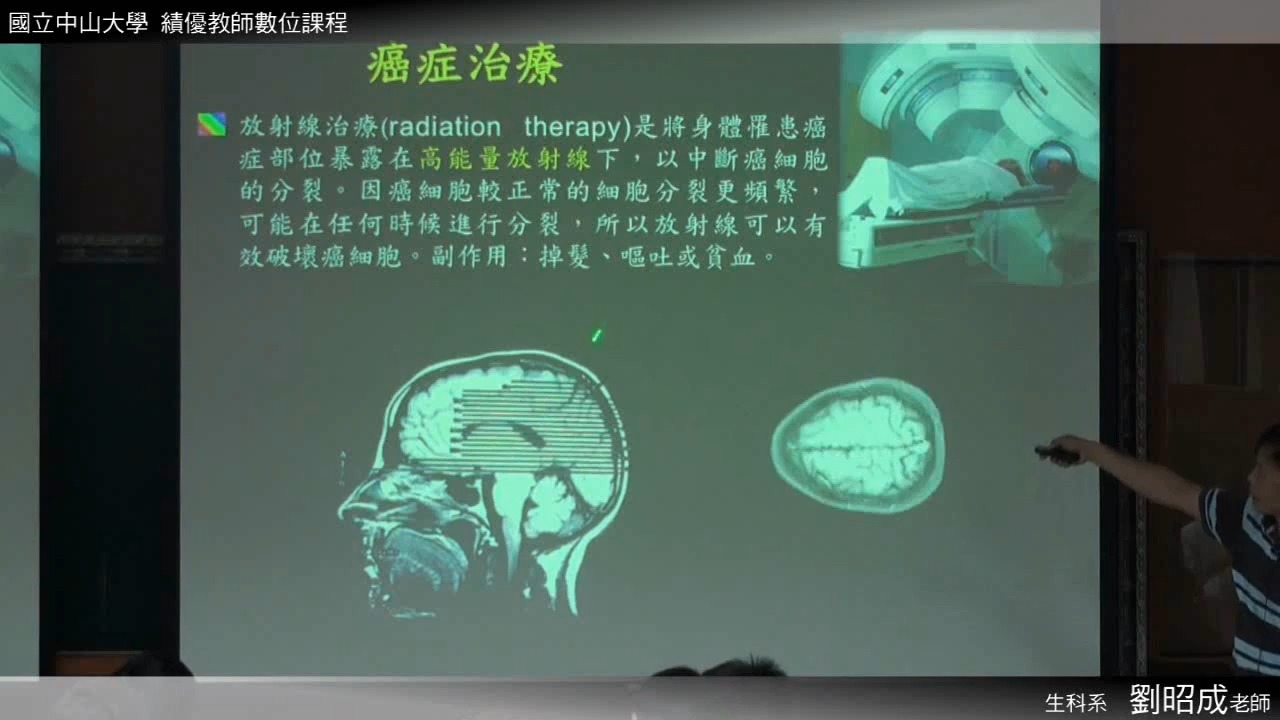 國立中山大學 績優教師數位課程
癌症治療
放射線治療(radiation therapy)是將身體罹患癌
症部位暴露在高能量放射線下，以中斷癌細胞
的分裂。因癌細胞較正常的細胞分裂更頻繁，
可能在任何時候進行分裂，所以放射線可以有
效破壞癌細胞。副作用：掉髮、嘔吐或貧血。
生科系 劉昭成老師